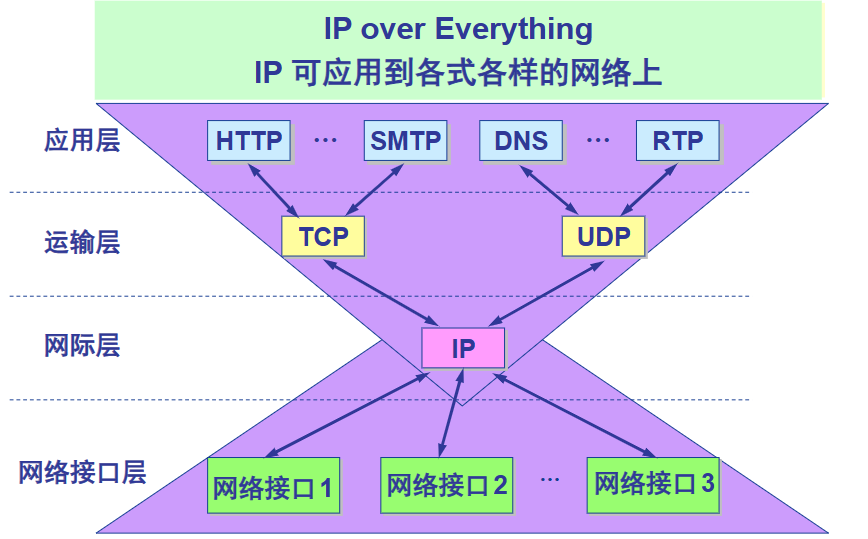 IP over Everything
IP 可应用到各式各样的网络上
应用层
HTTP ··· SMTP DNS ··· RTP
运输层
TCP UDP
网际层
IP
网络接口层
网络接口1 网络接口2 ··· 网络接口3